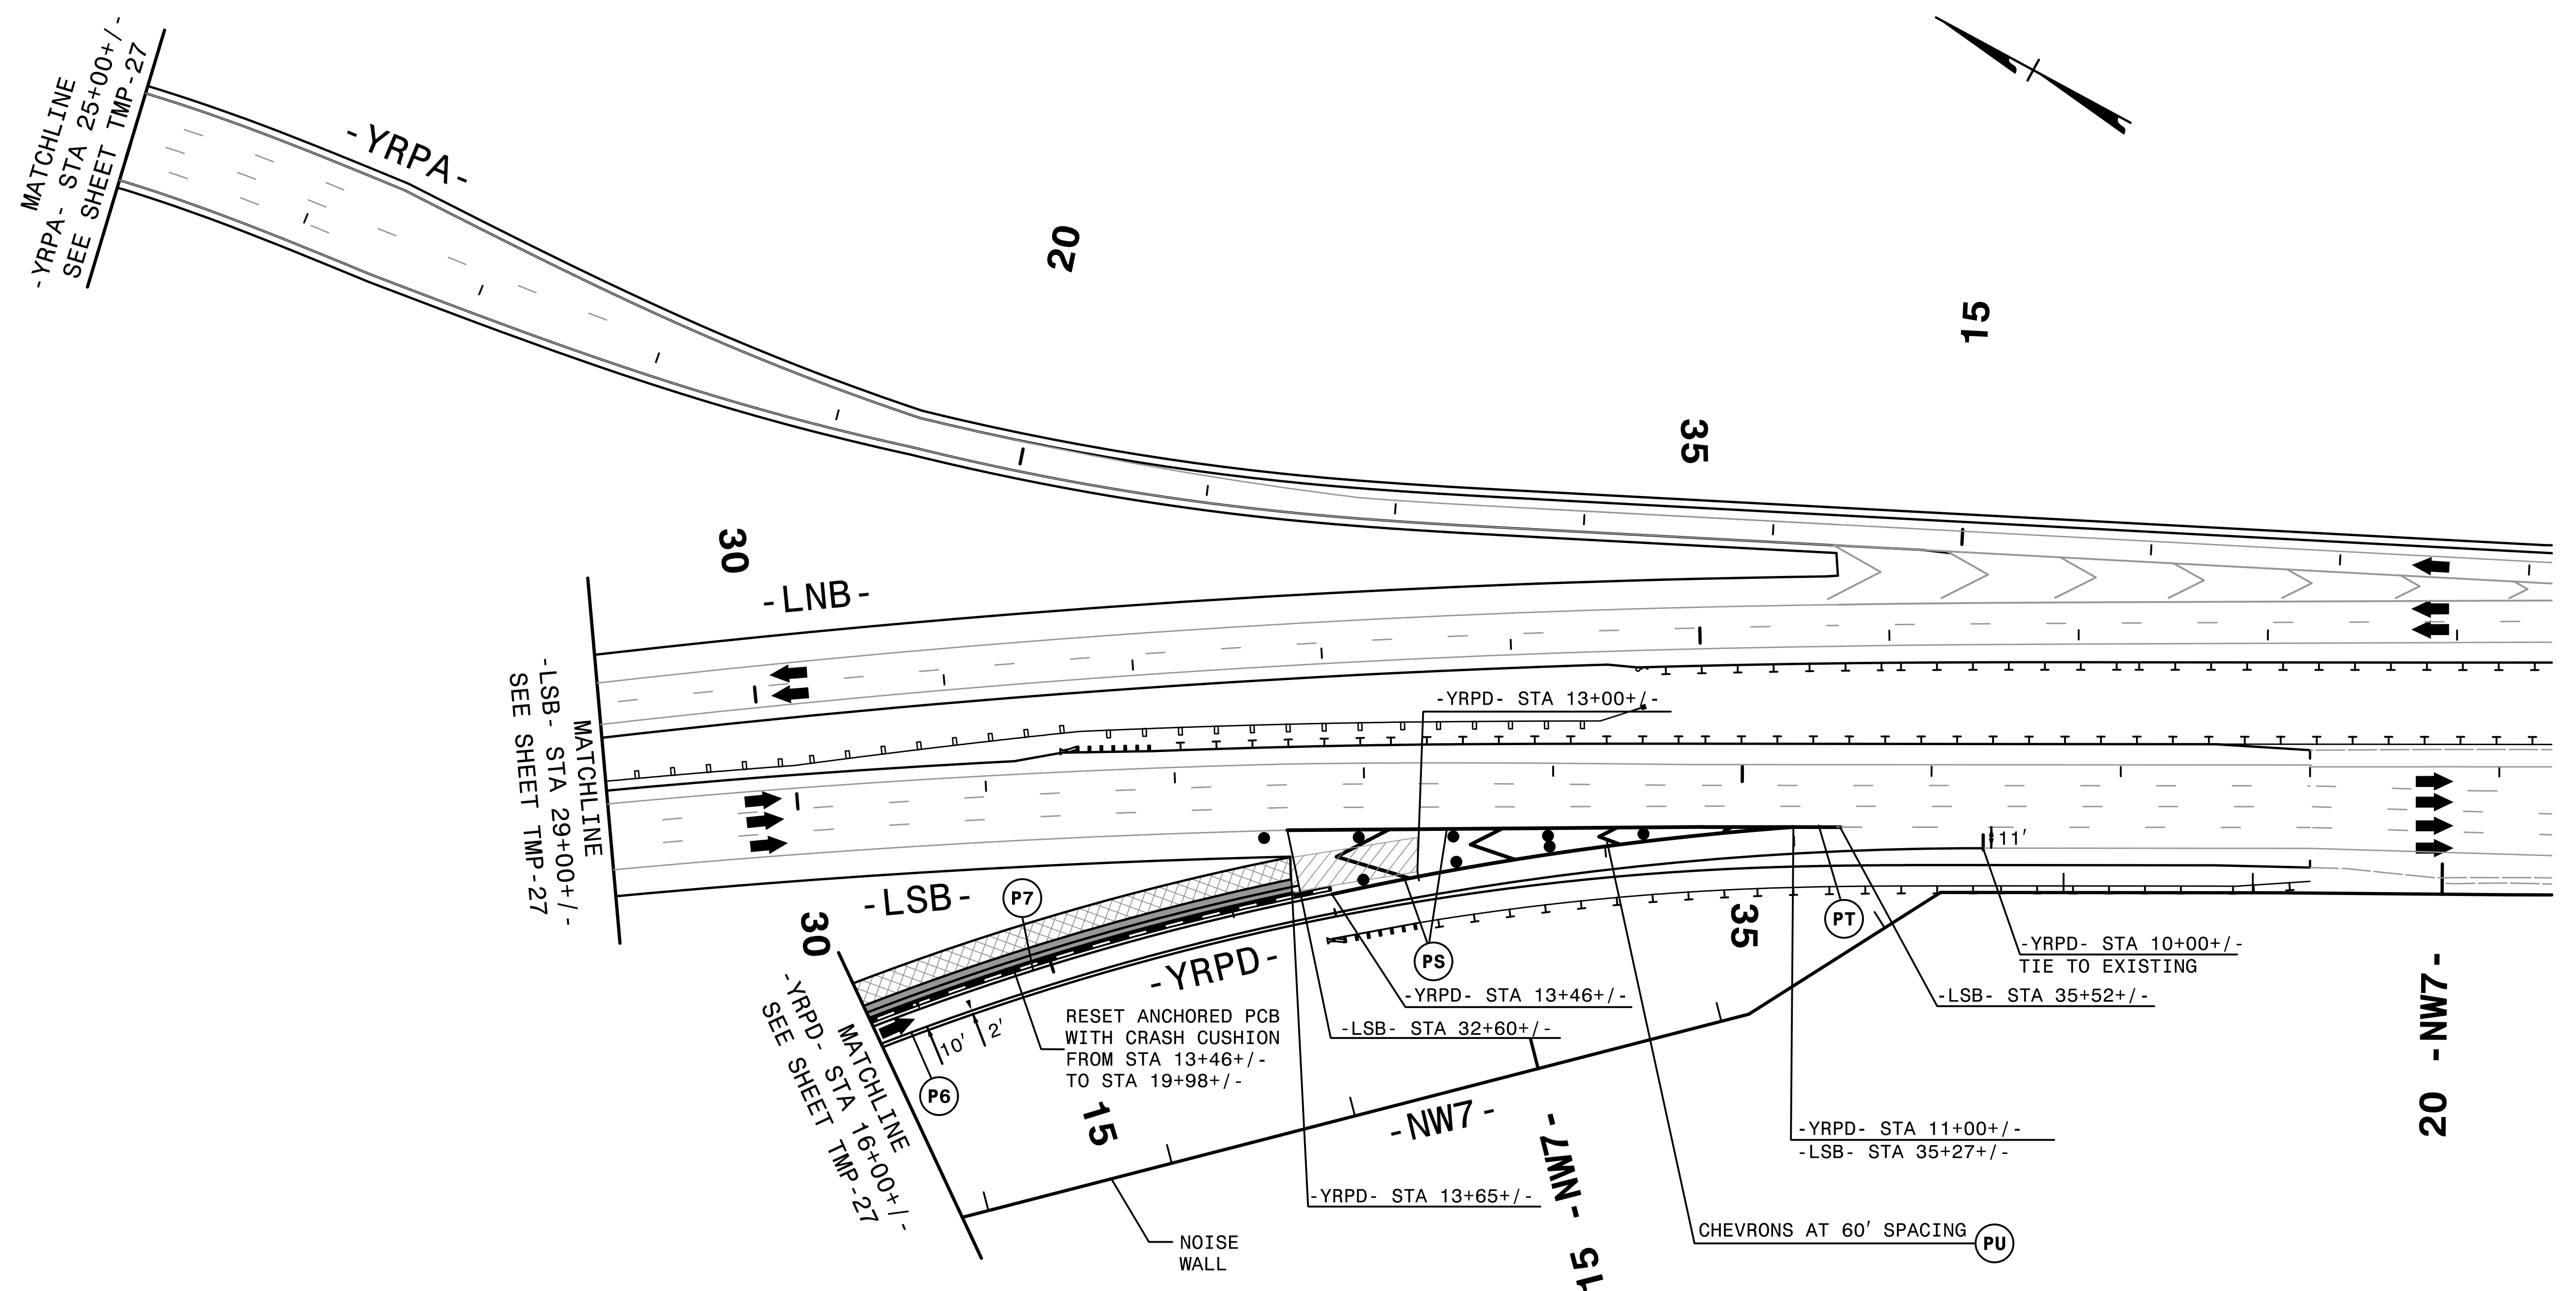 MATCHLINE
-YRPA- STA 25+00+/-
SEE SHEET TMP-27
-YRPA-
20
15
35
30
-LNB-
MATCHLINE
-LSB- STA 29+00+/-
SEE SHEET TMP-27
-YRPD- STA 13+00+/-
11'
-LSB-
P7
30
35
PT
PS
-YRPD-
-YRPD- STA 10+00+/-
TIE TO EXISTING
-YRPD- STA 13+46+/-
-LSB- STA 35+52+/-
-LSB- STA 32+60+/-
MATCHLINE
-YRPD- STA 16+00+/-
SEE SHEET TMP-27
10'
2'
RESET ANCHORED PCB
WITH CRASH CUSHION
FROM STA 13+46+/-
TO STA 19+98+/-
P6
15
-NW7-
15 -NW7-
20 -NW7-
-YRPD- STA 11+00+/-
-LSB- STA 35+27+/-
-YRPD- STA 13+65+/-
CHEVRONS AT 60' SPACING
PU
NOISE
WALL